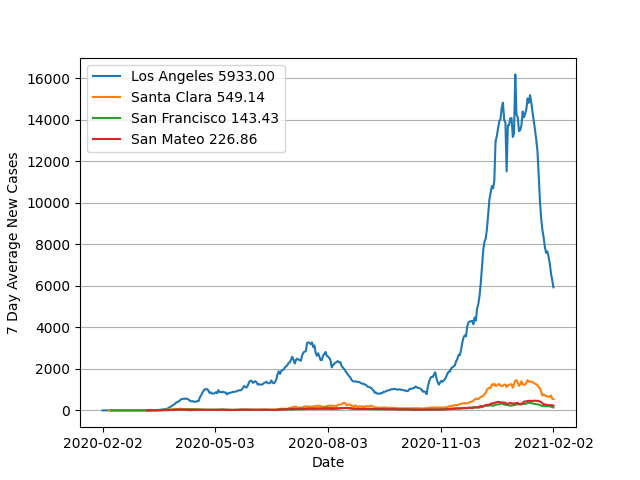 Los Angeles 5933.00
Santa Clara 549.14
San Francisco 143.43
San Mateo 226.86
7 Day Average New Cases
16000
14000
12000
10000
8000
6000
4000
2000
0
2020-02-02
2020-05-03
2020-08-03
2020-11-03
2021-02-02
Date